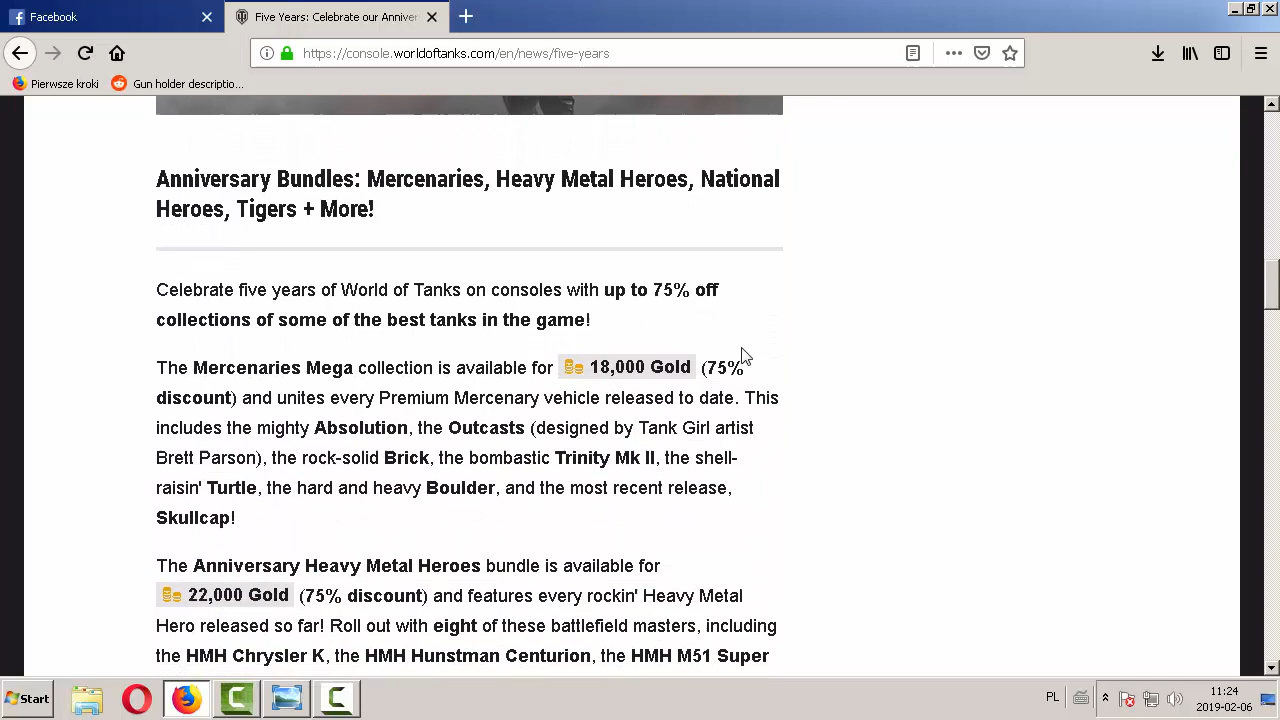 Facebook
Five Years: Celebrate our Anniver
https://console.worldoftanks.com/en/news/five-years
Pierwsze kroki
Gun holder descriptio...
Anniversary Bundles: Mercenaries, Heavy Metal Heroes, National
Heroes, Tigers + More!
Celebrate five years of World of Tanks on consoles with up to 75% off
collections of some of the best tanks in the game!
The Mercenaries Mega collection is available for 18,000 Gold (75%
discount) and unites every Premium Mercenary vehicle released to date. This
includes the mighty Absolution, the Outcasts (designed by Tank Girl artist
Brett Parson), the rock-solid Brick, the bombastic Trinity Mk II, the shell-
raisin' Turtle, the hard and heavy Boulder, and the most recent release,
Skullcap!
The Anniversary Heavy Metal Heroes bundle is available for
22,000 Gold (75% discount) and features every rockin' Heavy Metal
Hero released so far! Roll out with eight of these battlefield masters, including
the HMH Chrysler K, the HMH Hunstman Centurion, the HMH M51 Super
Start
PL
11:24
2019-02-06